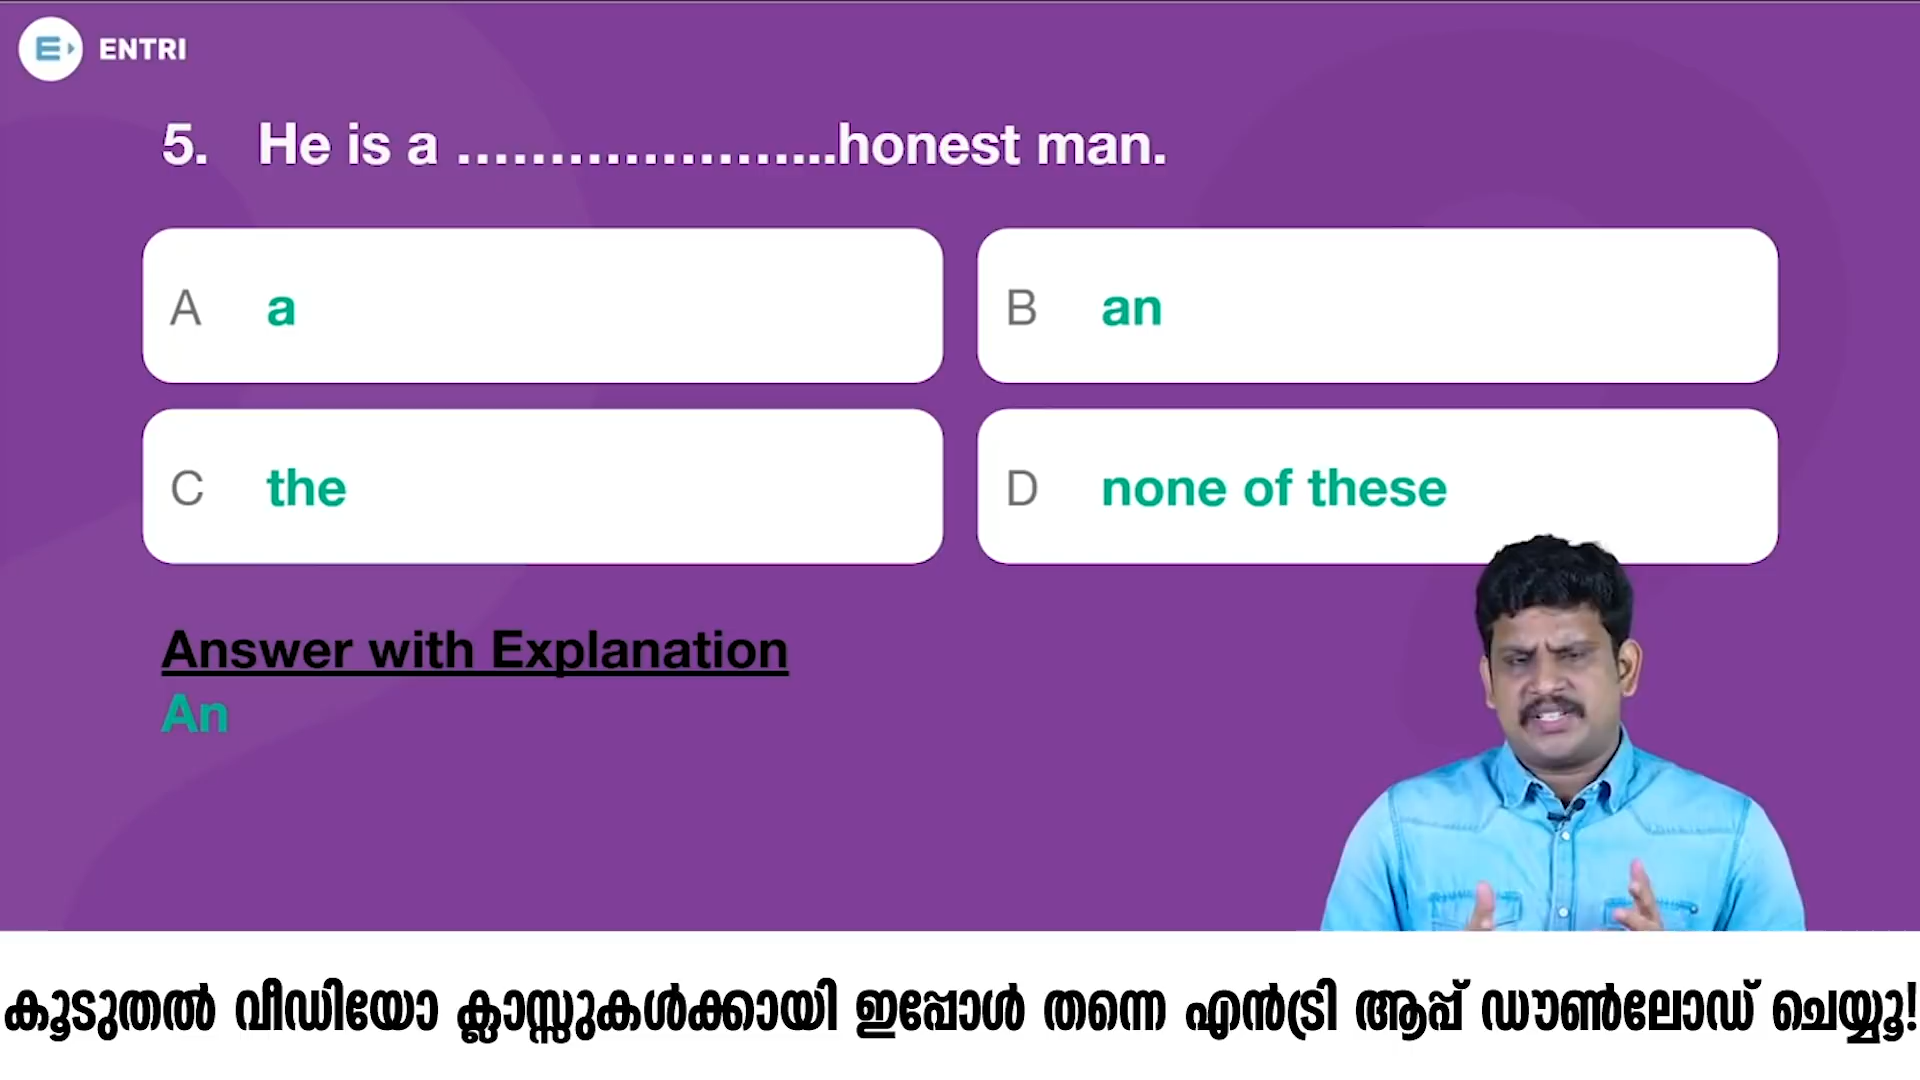 ENTRI
5. He is a .......................honest man.
A a
B an
C the
D none of these
Answer with Explanation
An
കൂടുതൽ വീഡിയോ ക്ലാസ്സുകൾക്കായി ഇപ്പോൾ തന്നെ എൻട്രി ആപ്പ് ഡൗൺലോഡ് ചെയ്യൂ!